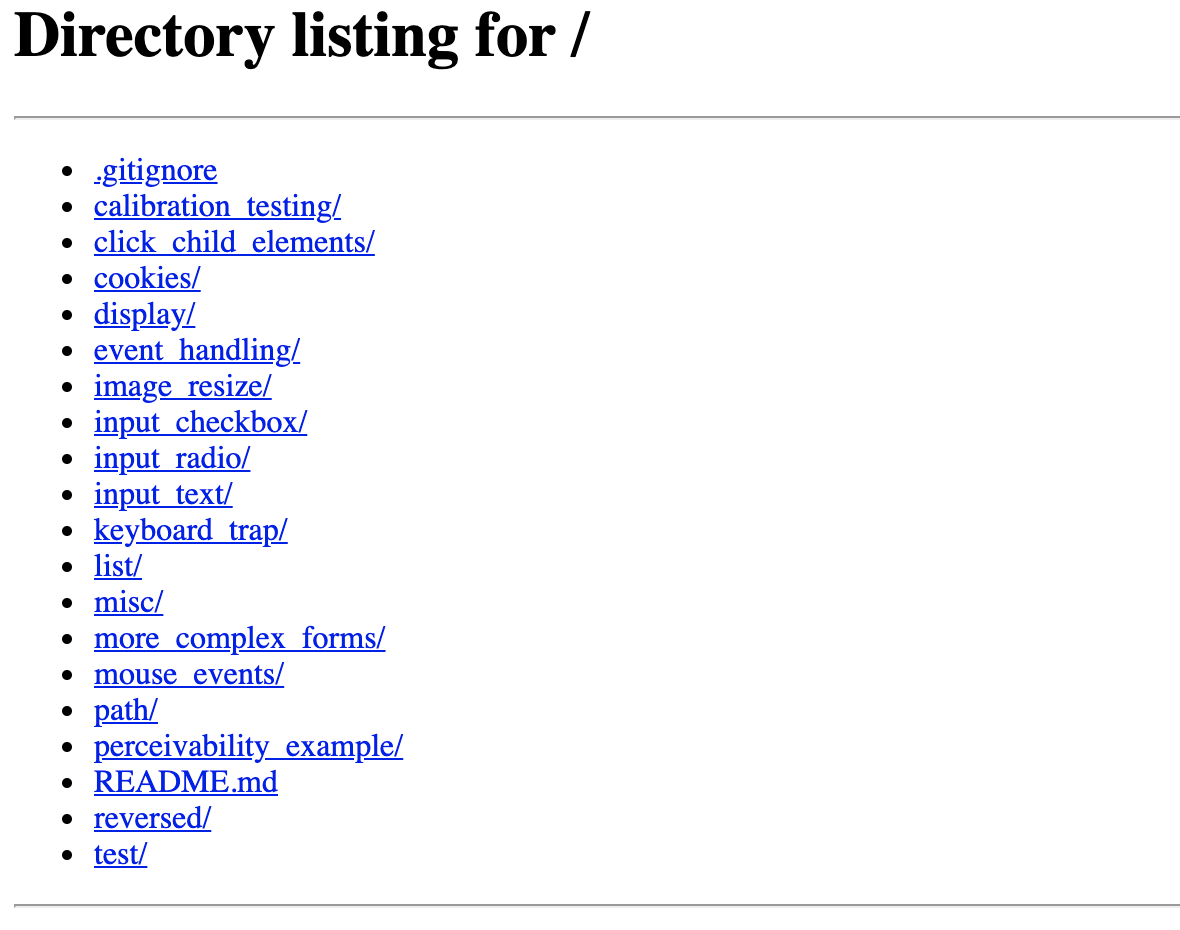 Directory listing for /
.gitignore
calibration_testing/
click_child_elements/
cookies/
display/
event_handling/
image_resize/
input_checkbox/
input_radio/
input_text/
keyboard_trap/
list/
misc/
more_complex_forms/
mouse_events/
path/
perceivability_example/
README.md
reversed/
test/